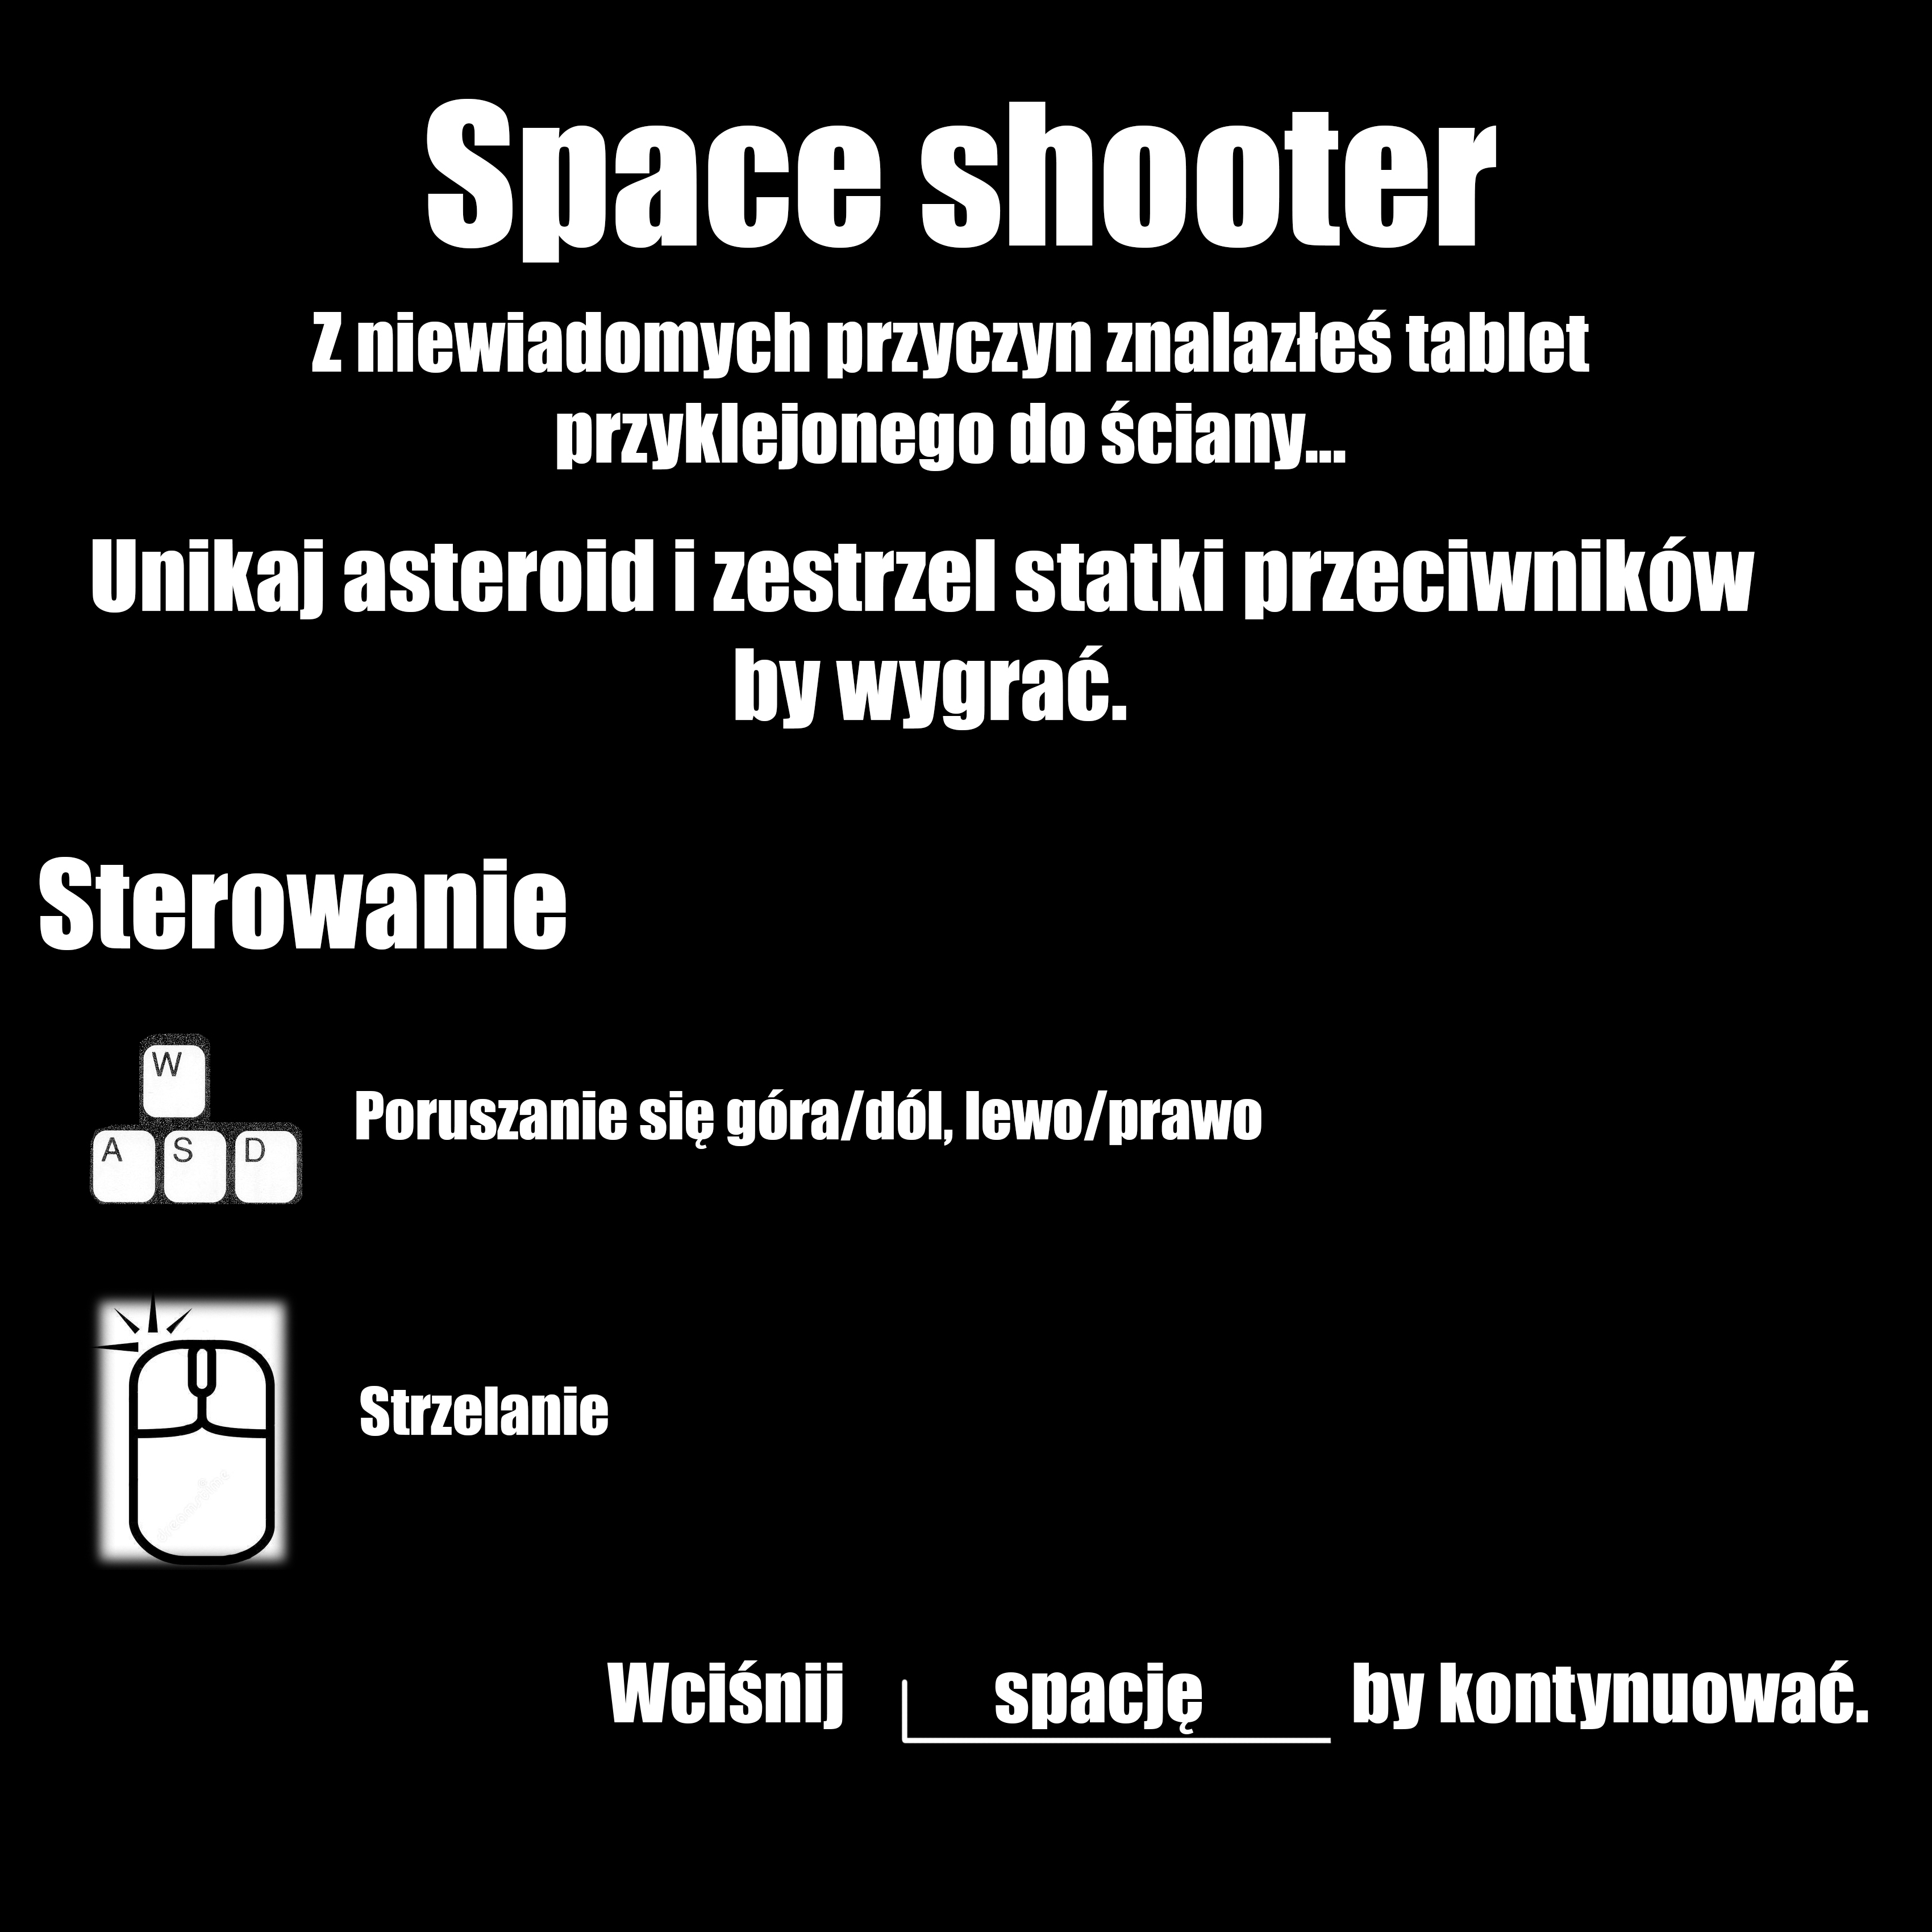 Space shooter
Z niewiadomych przyczyn znalazłeś tablet
przyklejonego do ściany...
Unikaj asteroid i zestrzel statki przeciwników
by wygrać.
Sterowanie
W
A S D
Poruszanie się góra/dól, lewo/prawo
Strzelanie
Wciśnij spację by kontynuować.